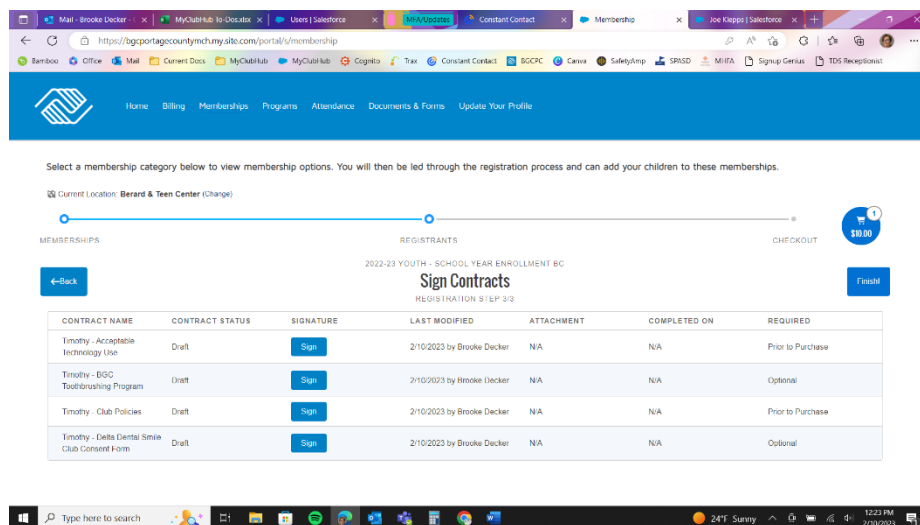 Mail - Brooke Decker - 
MyClubHub To-Dos.xlsx
Users | Salesforce
MFA/Updates
Constant Contact
Membership
Joe Kiepps | Salesforce
https://bgcportagecountymch.my.site.com/portal/s/membership
Bamboo Office Mail Current Docs MyClubHub MyClubHub Cognito Trax Constant Contact BGCPC Canva SafetyAmp SPASD MHFA Signup Genius TDS Receptionist
Home Billing Memberships Programs Attendance Documents & Forms Update Your Profile
Select a membership category below to view membership options. You will then be led through the registration process and can add your children to these memberships.
Current Location: Berard & Teen Center (Change)
1
$10.00
MEMBERSHIPS REGISTRANTS CHECKOUT
2022-23 YOUTH - SCHOOL YEAR ENROLLMENT BC
←Back
Sign Contracts
Finish!
REGISTRATION STEP 3/3
CONTRACT NAME CONTRACT STATUS SIGNATURE LAST MODIFIED ATTACHMENT COMPLETED ON REQUIRED
Timothy - Acceptable
Technology Use
Draft Sign 2/10/2023 by Brooke Decker N/A N/A Prior to Purchase
Timothy - BGC
Toothbrushing Program
Draft Sign 2/10/2023 by Brooke Decker N/A N/A Optional
Timothy - Club Policies Draft Sign 2/10/2023 by Brooke Decker N/A N/A Prior to Purchase
Timothy - Delta Dental Smile
Club Consent Form
Draft Sign 2/10/2023 by Brooke Decker N/A N/A Optional
Type here to search
24°F Sunny
12:23 PM
2/10/2023